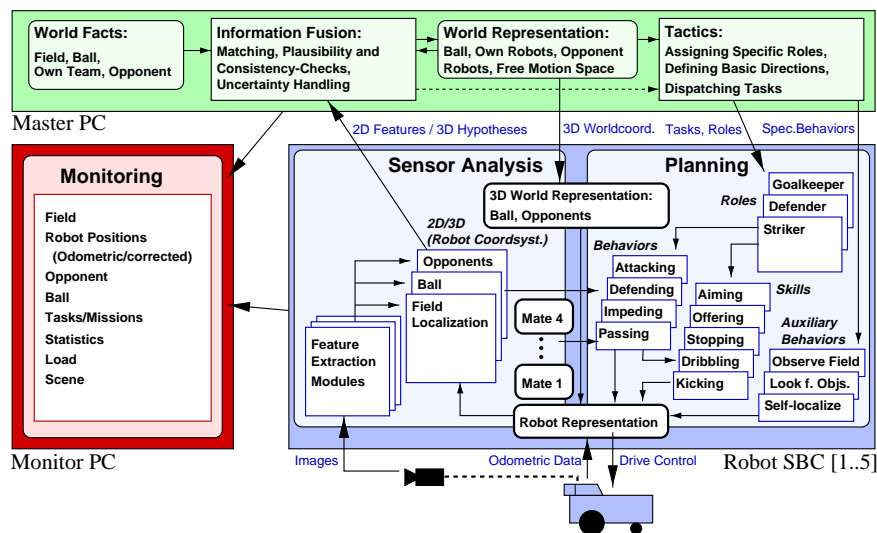 World Facts:
Field, Ball,
Own Team, Opponent
Information Fusion:
Matching, Plausibility and
Consistency-Checks,
Uncertainty Handling
World Representation:
Ball, Own Robots, Opponent
Robots, Free Motion Space
Tactics:
Assigning Specific Roles,
Defining Basic Directions,
Dispatching Tasks
Master PC
2D Features / 3D Hypotheses
3D Worldcoord.
Tasks, Roles
Spec.Behaviors
Monitoring
Field
Robot Positions
(Odometric/corrected)
Opponent
Ball
Tasks/Missions
Statistics
Load
Scene
Monitor PC
Sensor Analysis
Planning
3D World Representation:
Ball, Opponents
2D/3D
(Robot Coordsyst.)
Opponents
Ball
Field
Localization
Feature
Extraction
Modules
Mate 4
Mate 1
Robot Representation
Roles
Goalkeeper
Defender
Striker
Behaviors
Attacking
Defending
Impeding
Passing
Skills
Aiming
Offering
Stopping
Dribbling
Kicking
Auxiliary
Behaviors
Observe Field
Look f. Objs.
Self-localize
Images
Odometric Data
Drive Control
Robot SBC [1..5]